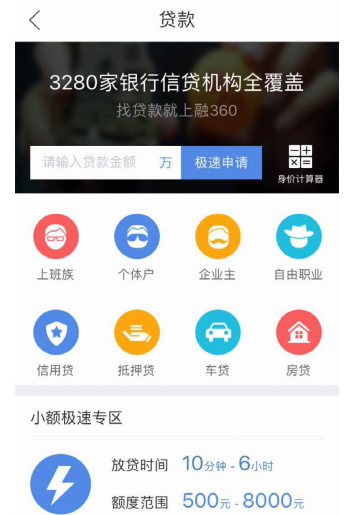 贷款
3280家银行信贷机构全覆盖
找贷款就上融360
请输入贷款金额 万 极速申请
身价计算器
上班族 个体户 企业主 自由职业
信用贷 抵押贷 车贷 房贷
小额极速专区
放贷时间 10分钟 - 6小时
额度范围 500元 - 8000元